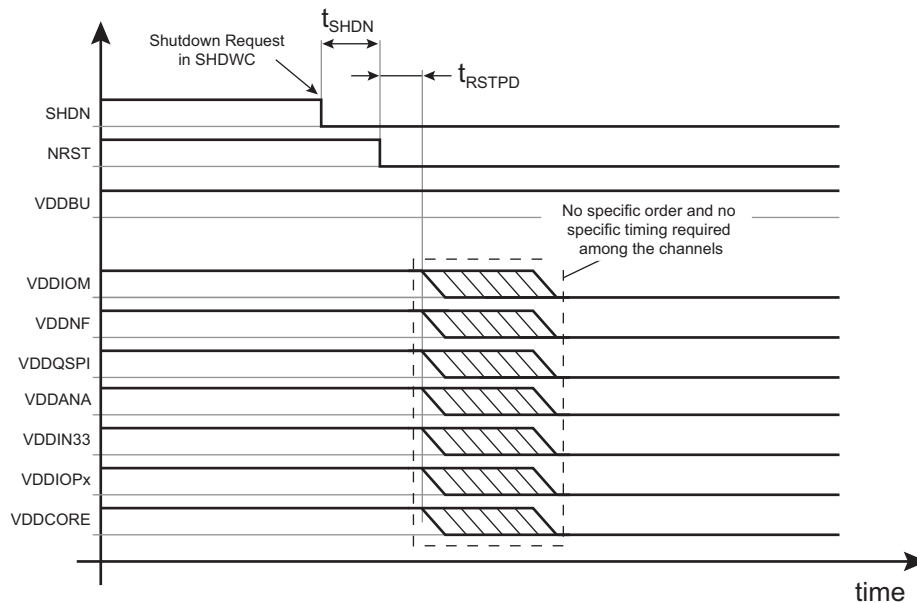 tSHDN
Shutdown Request
in SHDWC
tRSTPD
SHDN
NRST
VDDBU
No specific order and no
specific timing required
among the channels
VDDIOM
VDDNF
VDDQSPI
VDDANA
VDDIN33
VDDIOPx
VDDCORE
time